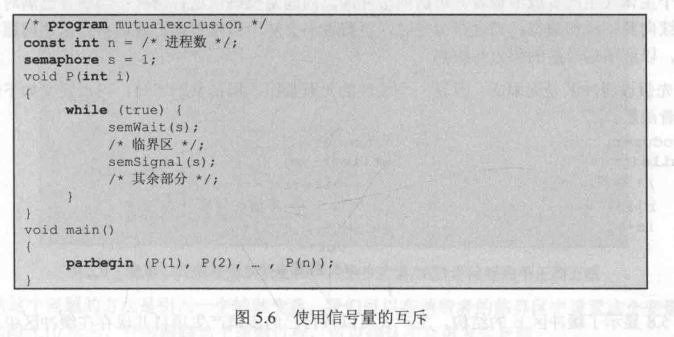 /* program mutualexclusion */
const int n = /* 进程数 */;
semaphore s = 1;
void P(int i)
{
while (true) {
semWait(s);
/* 临界区 */;
semSignal(s);
/* 其余部分 */;
}
}
void main()
{
parbegin (P(1), P(2), … , P(n));
}
图 5.6 使用信号量的互斥